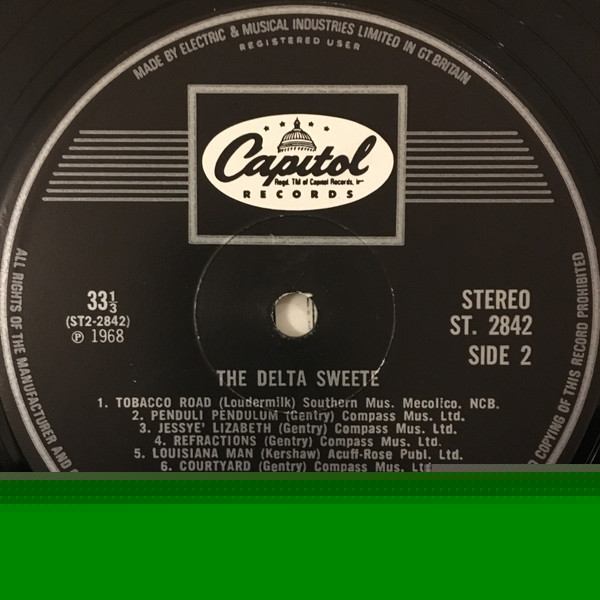 MADE BY ELECTRIC & MUSICAL INDUSTRIES LIMITED IN GT. BRITAIN
REGISTERED USER
Capitol
Regd. TM of Capitol Records, Inc
RECORDS
33⅓
(ST2-2842)
℗ 1968
STEREO
ST. 2842
SIDE 2
THE DELTA SWEETE
1. TOBACCO ROAD (Loudermilk) Southern Mus. Mecolico. NCB.
2. PENDULI PENDULUM (Gentry) Compass Mus. Ltd.
3. JESSYE' LIZABETH (Gentry) Compass Mus. Ltd.
4. REFRACTIONS (Gentry) Compass Mus. Ltd.
5. LOUISIANA MAN (Kershaw) Acuff-Rose Publ. Ltd.
6. COURTYARD (Gentry) Compass Mus. Ltd
ALL RIGHTS OF THE MANUFACTURER AND
COPYING OF THIS RECORD PROHIBITED